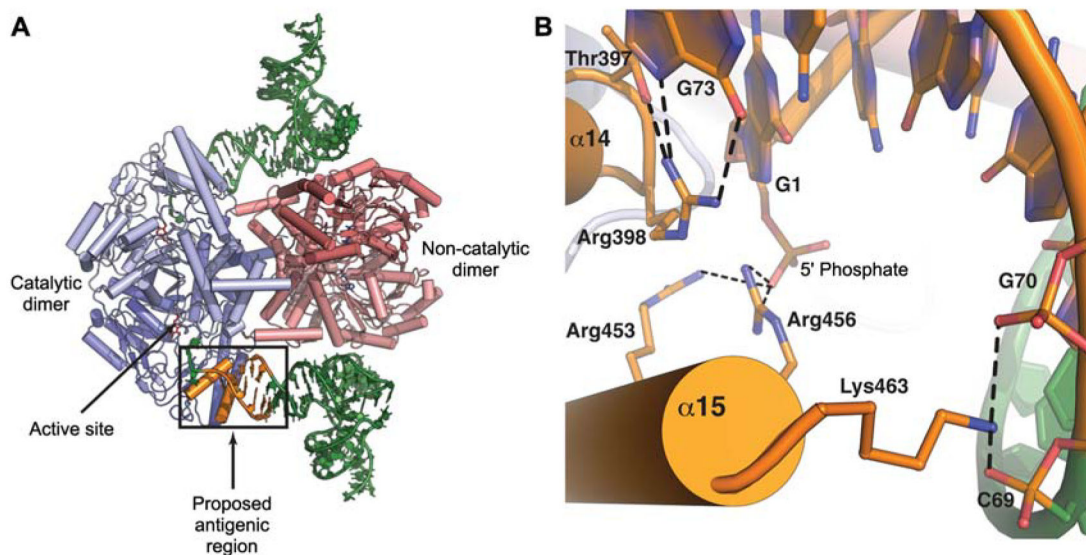 A
Catalytic
dimer
Non-catalytic
dimer
Active site
Proposed
antigenic
region
B
Thr397
G73
α14
G1
Arg398
5' Phosphate
G70
Arg453
Arg456
Lys463
α15
C69